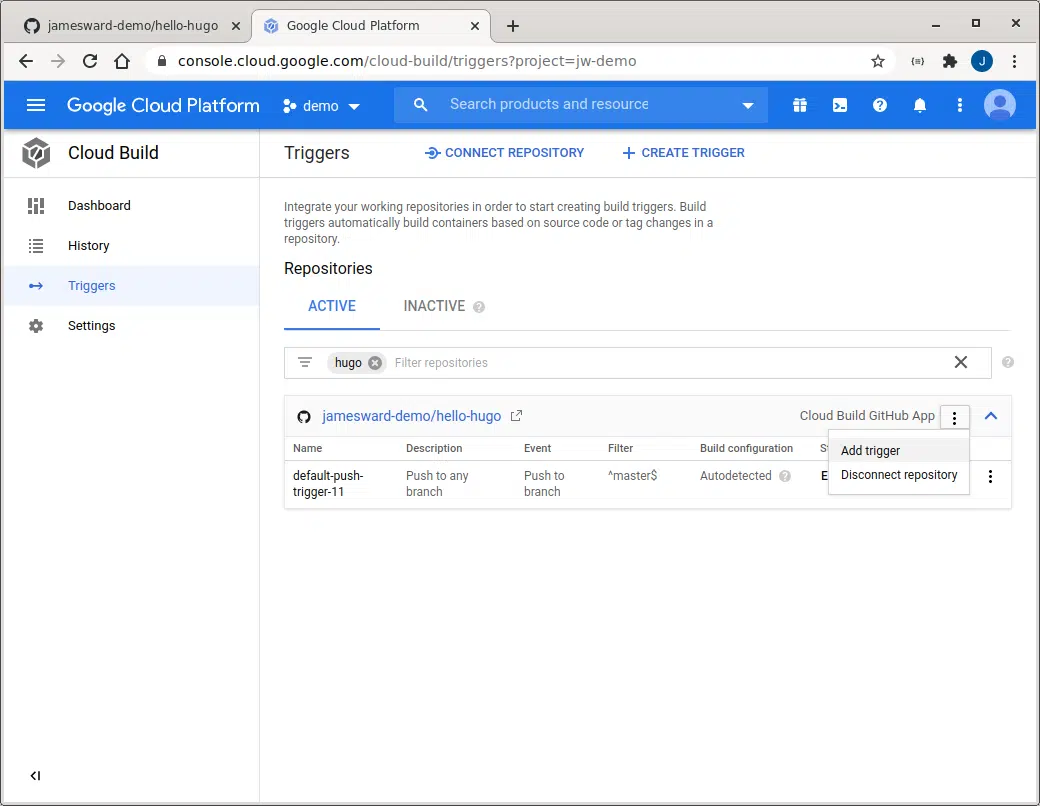 jamesward-demo/hello-hugo
Google Cloud Platform
console.cloud.google.com/cloud-build/triggers?project=jw-demo
J
Google Cloud Platform
demo
Search products and resource
Cloud Build
Triggers
CONNECT REPOSITORY
CREATE TRIGGER
Dashboard
History
Triggers
Settings
Integrate your working repositories in order to start creating build triggers. Build
triggers automatically build containers based on source code or tag changes in a
repository.
Repositories
ACTIVE
INACTIVE
hugo
Filter repositories
jamesward-demo/hello-hugo
Cloud Build GitHub App
Name Description Event Filter Build configuration
Add trigger
Disconnect repository
default-push- Push to any Push to ^master$ Autodetected
trigger-11 branch branch